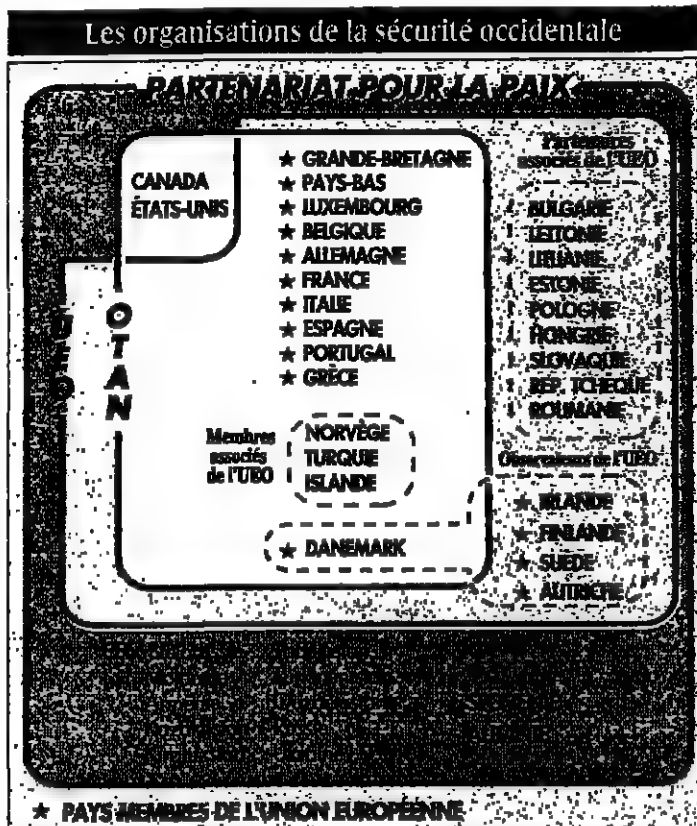 Les organisations de la sécurité occidentale
PARTENARIAT POUR LA PAIX
CANADA
ÉTATS-UNIS
UEO
OTAN
★ GRANDE-BRETAGNE
★ PAYS-BAS
★ LUXEMBOURG
★ BELGIQUE
★ ALLEMAGNE
★ FRANCE
★ ITALIE
★ ESPAGNE
★ PORTUGAL
★ GRÈCE
Membres
associés
de l'UEO
NORVÈGE
TURQUIE
ISLANDE
★ DANEMARK
Partenaires
associés de l'UEO
BULGARIE
LETTONIE
LITUANIE
ESTONIE
POLOGNE
HONGRIE
SLOVAQUIE
RÉP. TCHÈQUE
ROUMANIE
Observateurs de l'UEO
★ IRLANDE
★ FINLANDE
★ SUÈDE
★ AUTRICHE
★ PAYS MEMBRES DE L'UNION EUROPÉENNE